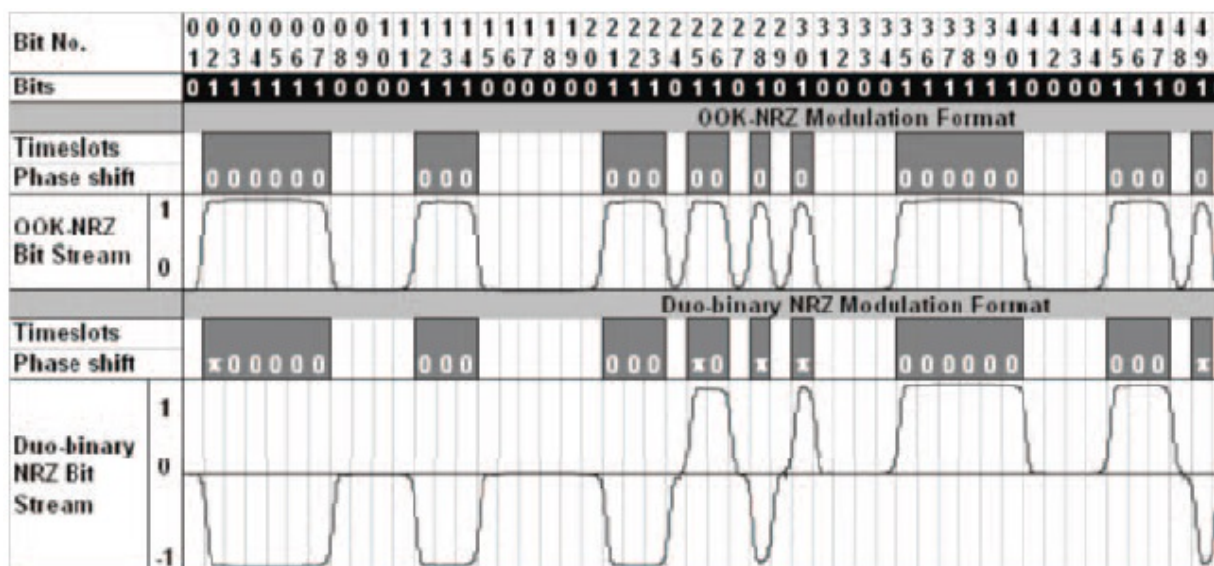 Bit No.
0 0 0 0 0 0 0 0 0 1 1 1 1 1 1 1 1 1 1 2 2 2 2 2 2 2 2 2 2 3 3 3 3 3 3 3 3 3 3 4 4 4 4 4 4 4 4 4 4
1 2 3 4 5 6 7 8 9 0 1 2 3 4 5 6 7 8 9 0 1 2 3 4 5 6 7 8 9 0 1 2 3 4 5 6 7 8 9 0 1 2 3 4 5 6 7 8 9
Bits 0 1 1 1 1 1 1 0 0 0 0 1 1 1 0 0 0 0 0 0 1 1 1 0 1 1 0 1 0 1 0 0 0 0 1 1 1 1 1 1 0 0 0 0 1 1 1 0 1
OOK-NRZ Modulation Format
Timeslots
Phase shift 0 0 0 0 0 0 0 0 0 0 0 0 0 0 0 0 0 0 0 0 0 0 0 0 0 0
OOK-NRZ
Bit Stream
1
0
Duo-binary NRZ Modulation Format
Timeslots
Phase shift π 0 0 0 0 0 0 0 0 0 0 0 π 0 π π 0 0 0 0 0 0 0 0 0 π
Duo-binary
NRZ Bit
Stream
1
0
-1